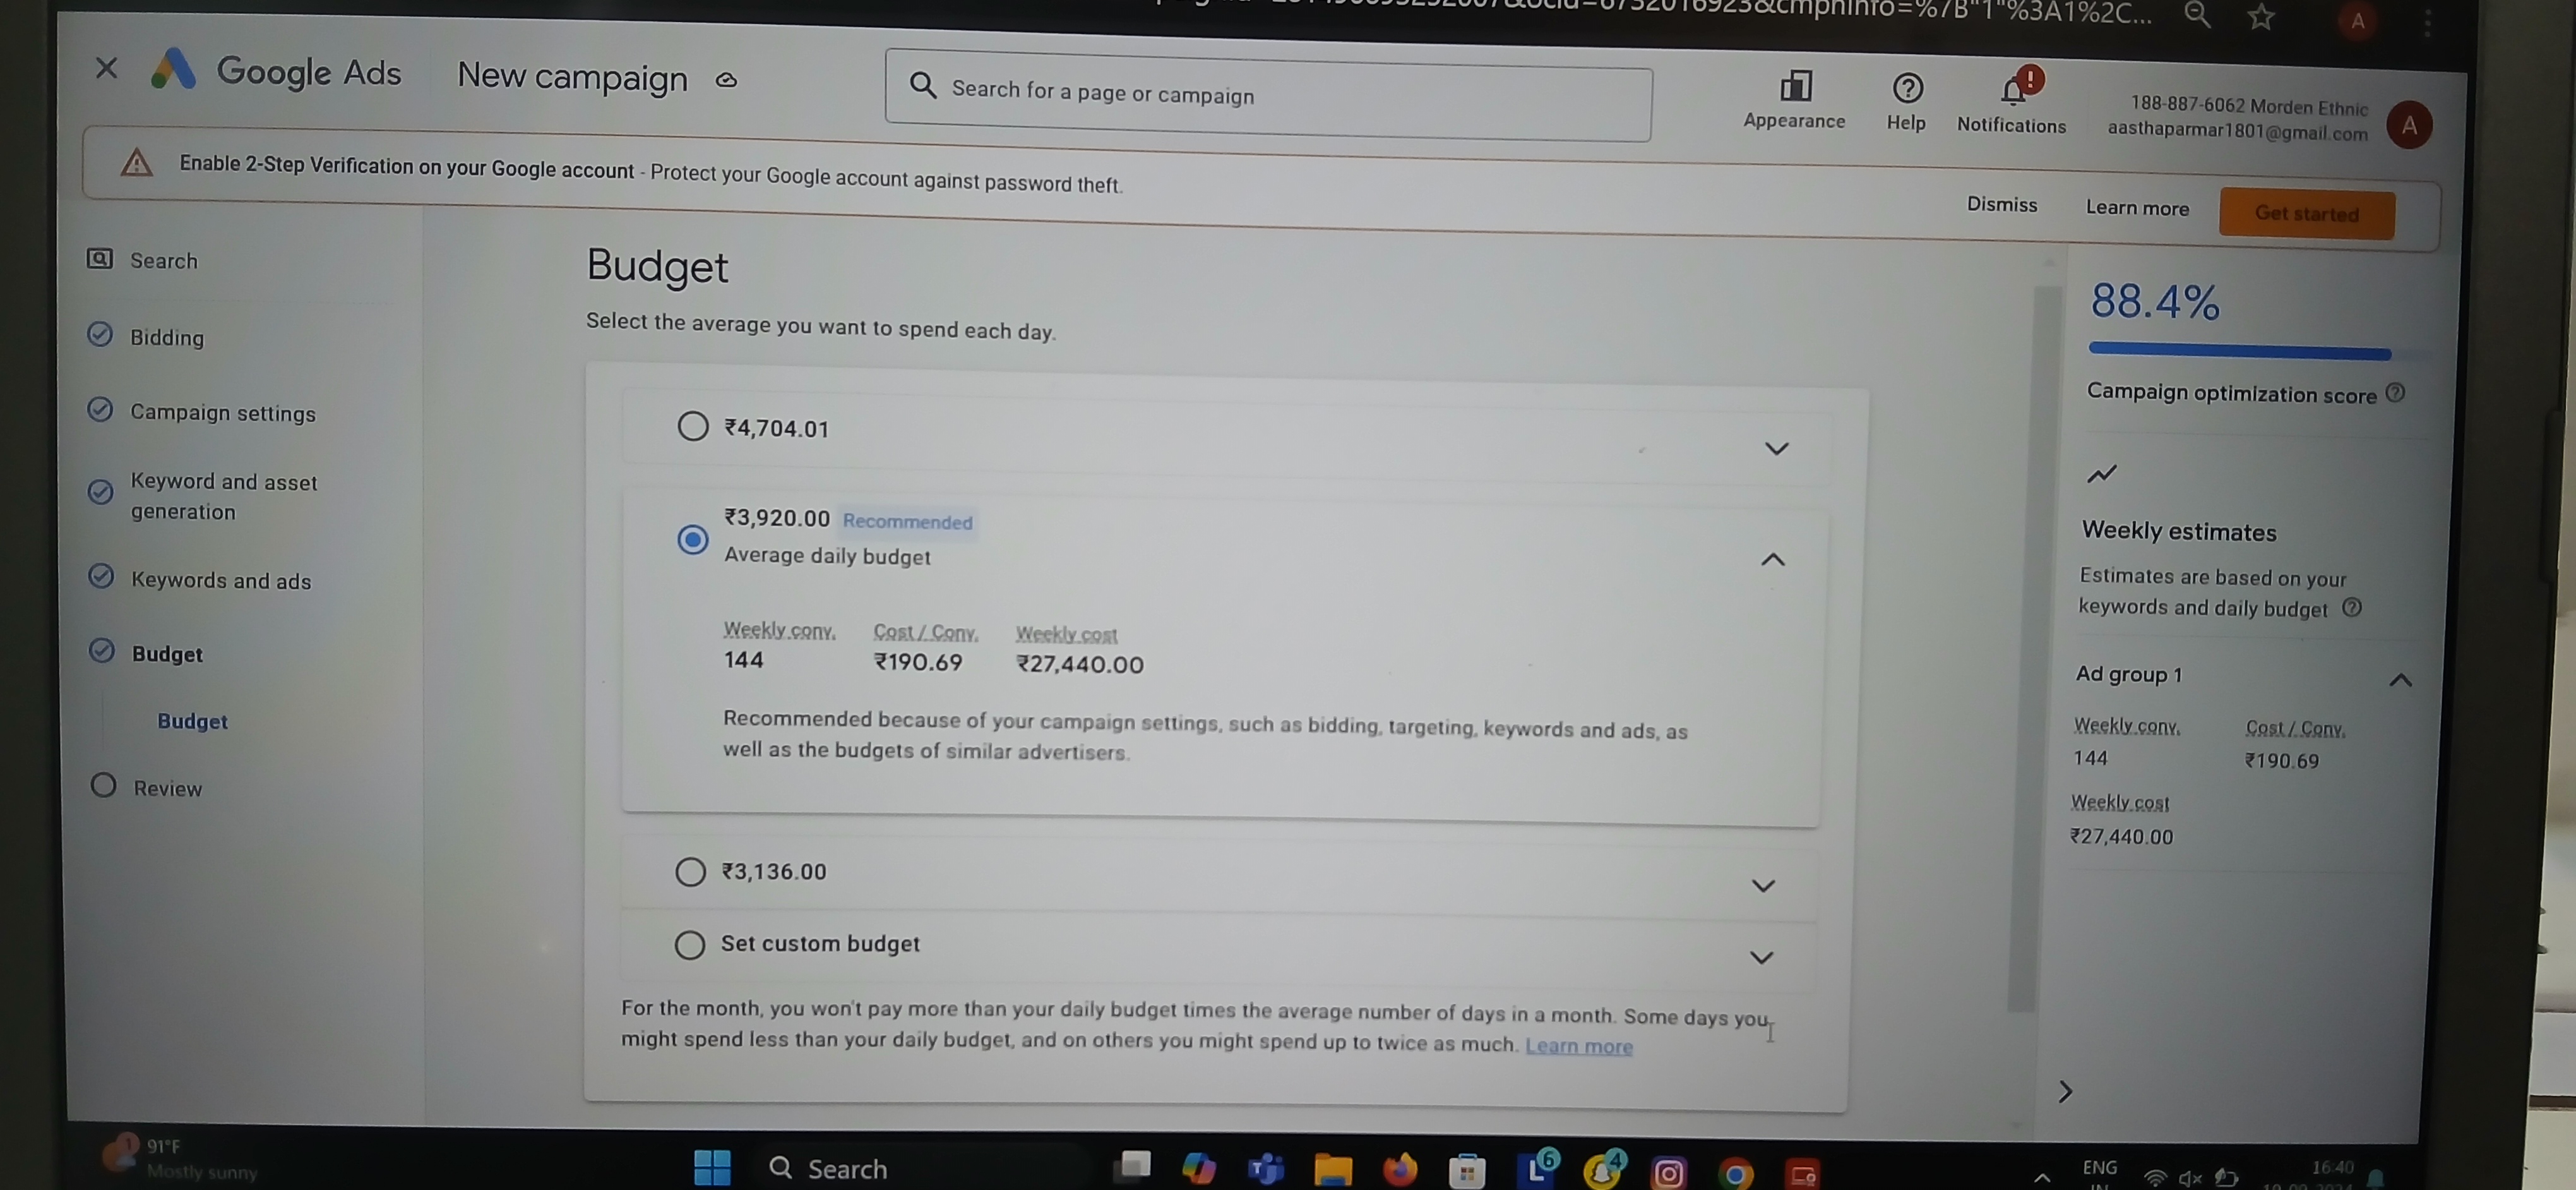 Google Ads
New campaign
Search for a page or campaign
Appearance
Help
Notifications
188-887-6062 Morden Ethnic
aasthaparmar1801@gmail.com
A
A
Enable 2-Step Verification on your Google account - Protect your Google account against password theft.
Dismiss
Learn more
Get started
Search
Bidding
Campaign settings
Keyword and asset
generation
Keywords and ads
Budget
Budget
Review
Budget
Select the average you want to spend each day.
₹4,704.01
₹3,920.00 Recommended
Average daily budget
Weekly conv. Cost / Conv. Weekly cost
144 ₹190.69 ₹27,440.00
Recommended because of your campaign settings, such as bidding, targeting, keywords and ads, as
well as the budgets of similar advertisers.
₹3,136.00
Set custom budget
For the month, you won't pay more than your daily budget times the average number of days in a month. Some days you
might spend less than your daily budget, and on others you might spend up to twice as much. Learn more
88.4%
Campaign optimization score
Weekly estimates
Estimates are based on your
keywords and daily budget
Ad group 1
Weekly conv. Cost / Conv.
144 ₹190.69
Weekly cost
₹27,440.00
1
91°F
Mostly sunny
Search
6
4
ENG
16:40